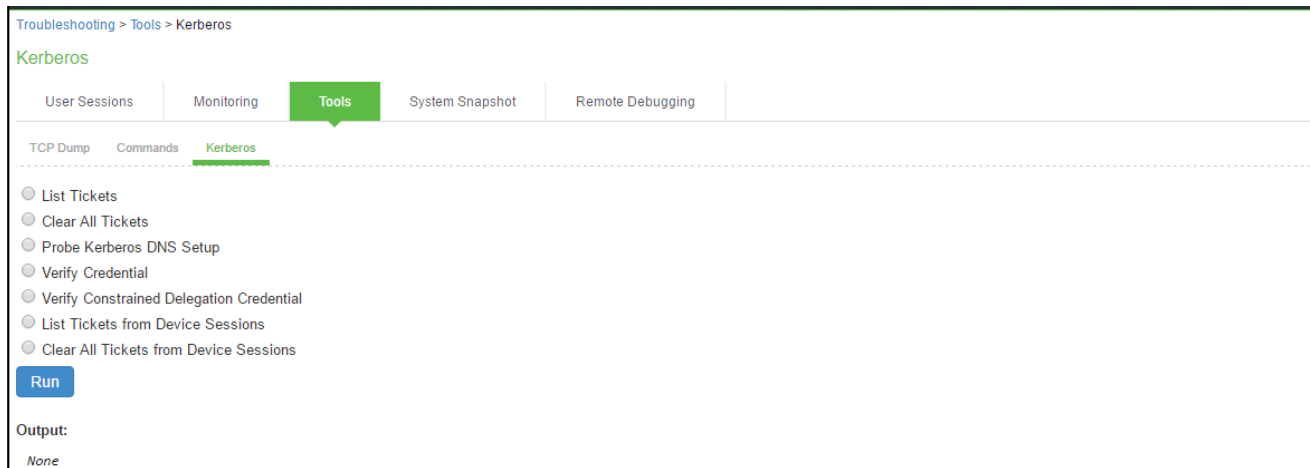 Troubleshooting > Tools > Kerberos
Kerberos
User Sessions Monitoring Tools System Snapshot Remote Debugging
TCP Dump Commands Kerberos
List Tickets
Clear All Tickets
Probe Kerberos DNS Setup
Verify Credential
Verify Constrained Delegation Credential
List Tickets from Device Sessions
Clear All Tickets from Device Sessions
Run
Output:
None